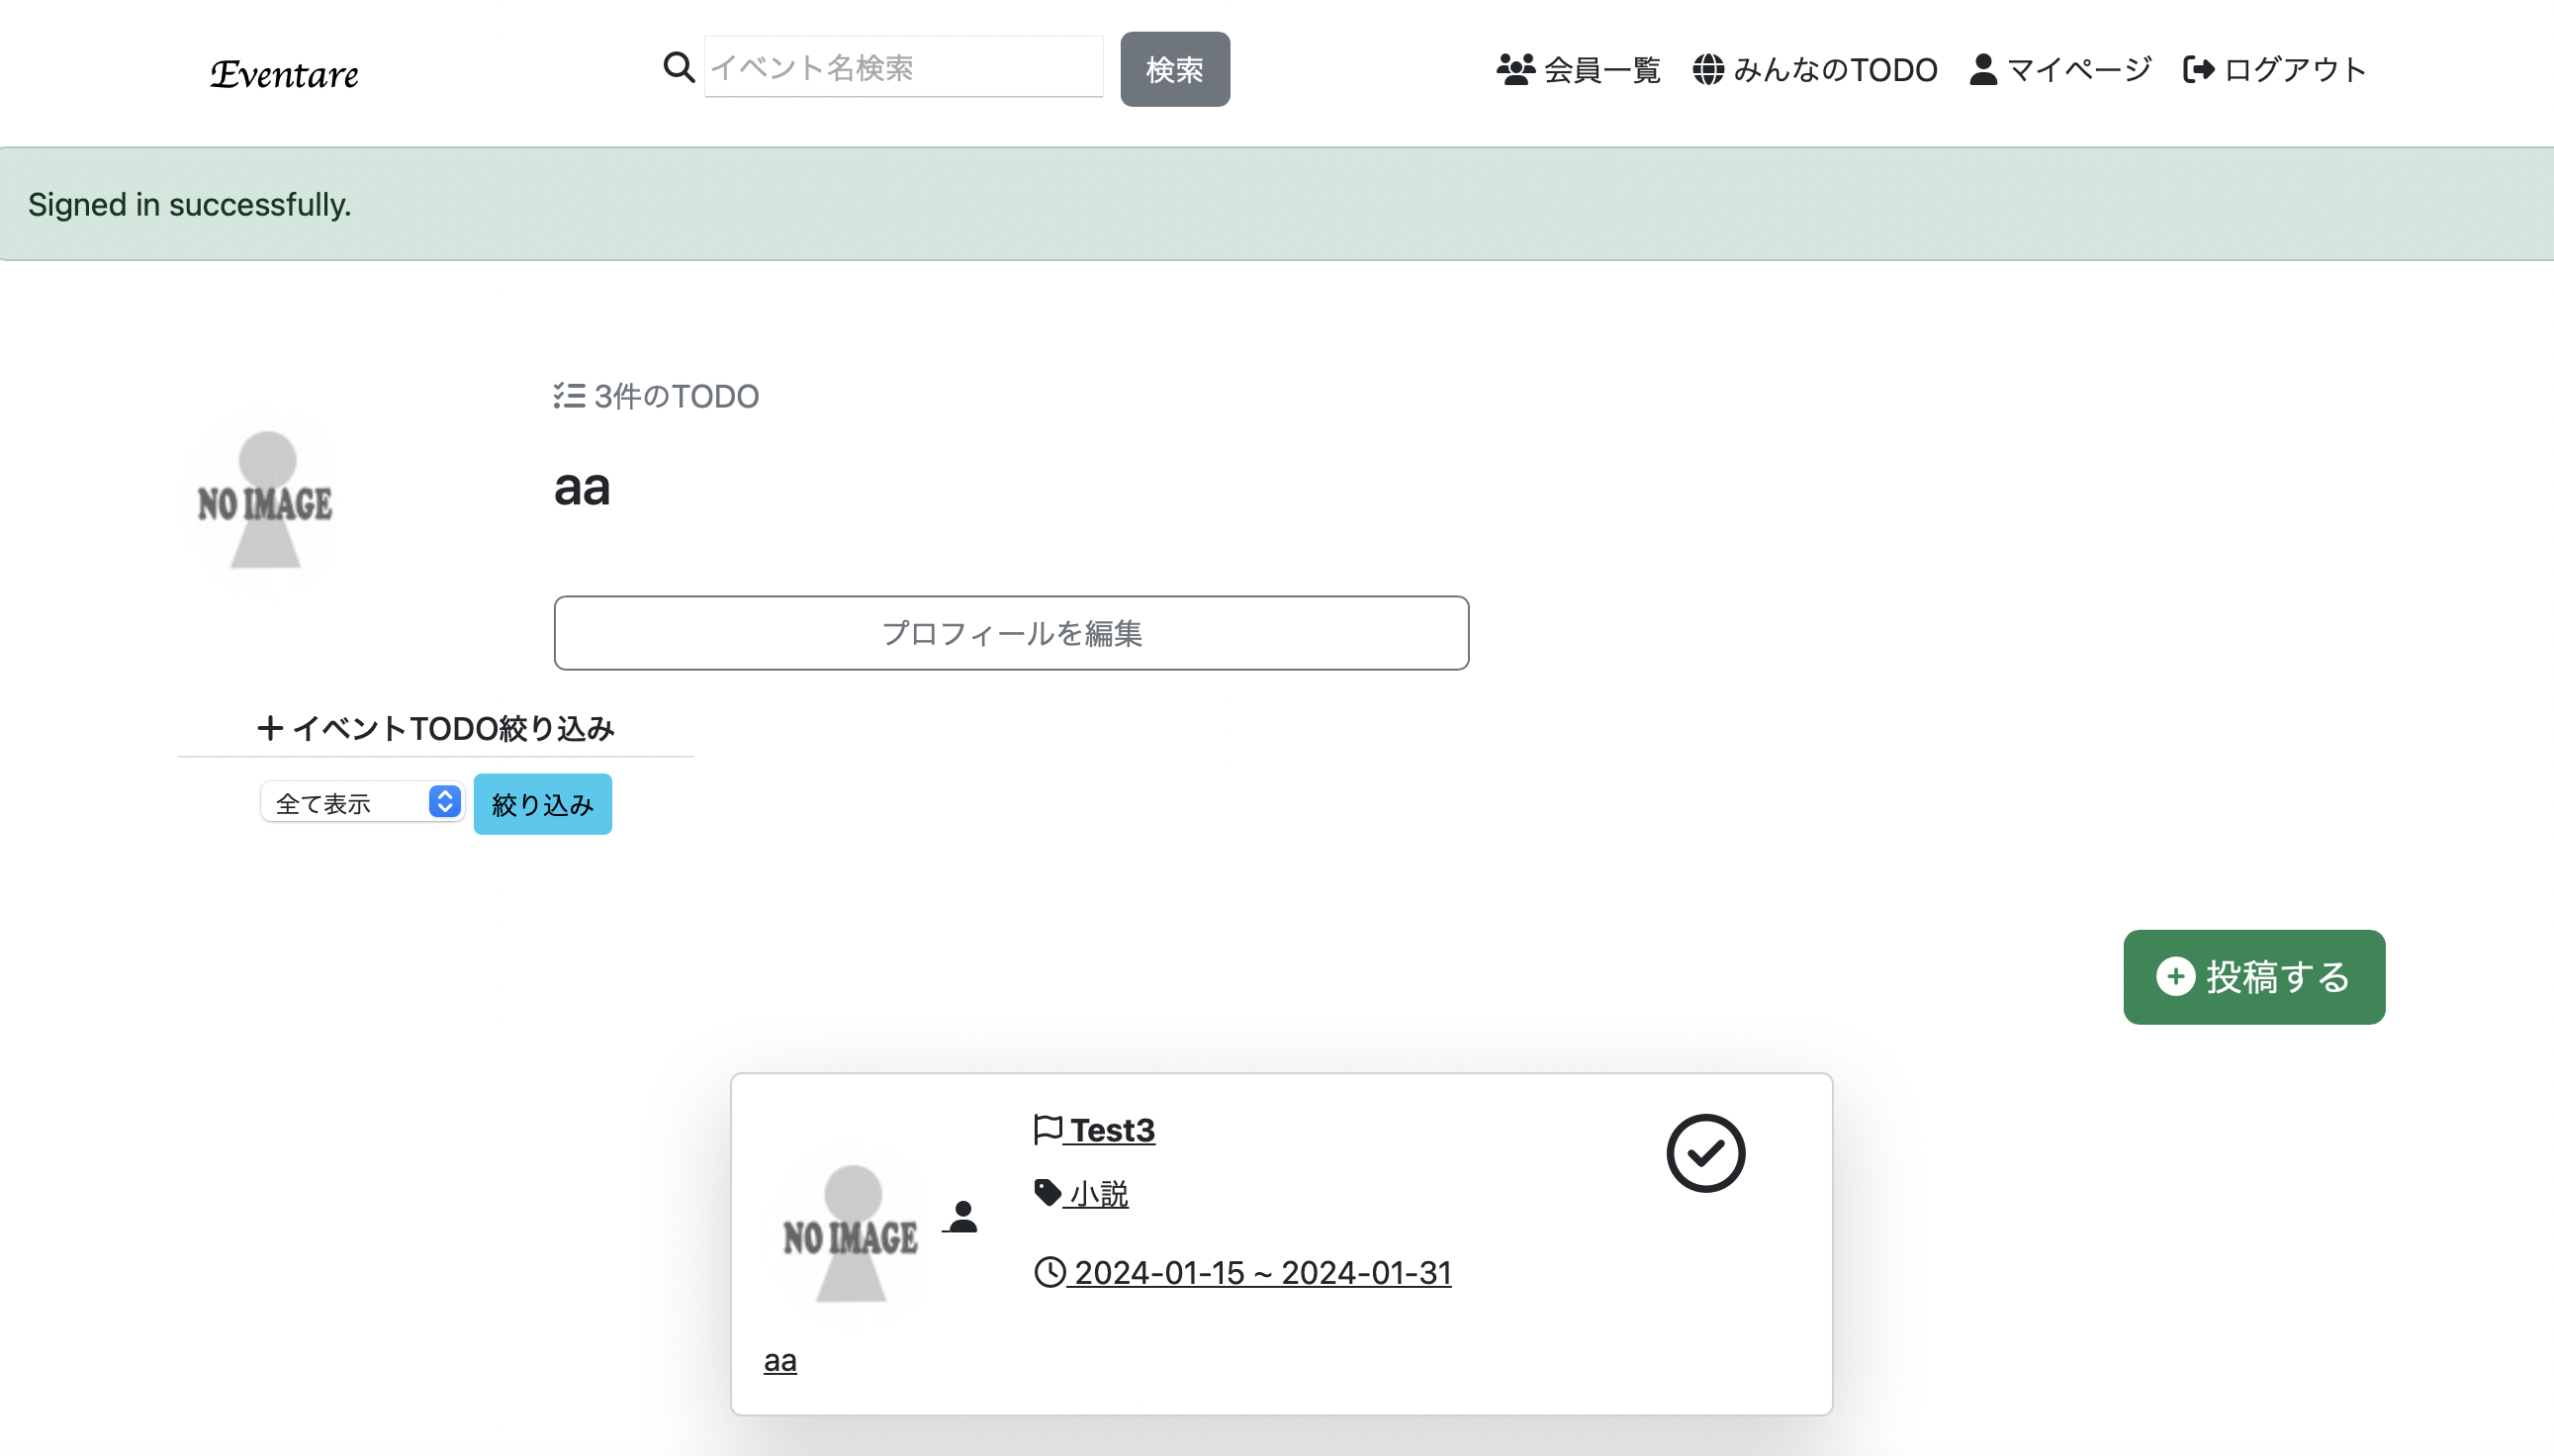 Eventare
イベント名検索
検索
会員一覧 みんなのTODO マイページ ログアウト
Signed in successfully.
3件のTODO
aa
NO IMAGE
プロフィールを編集
イベントTODO絞り込み
全て表示
絞り込み
投稿する
Test3
小説
NO IMAGE
2024-01-15 ~ 2024-01-31
aa